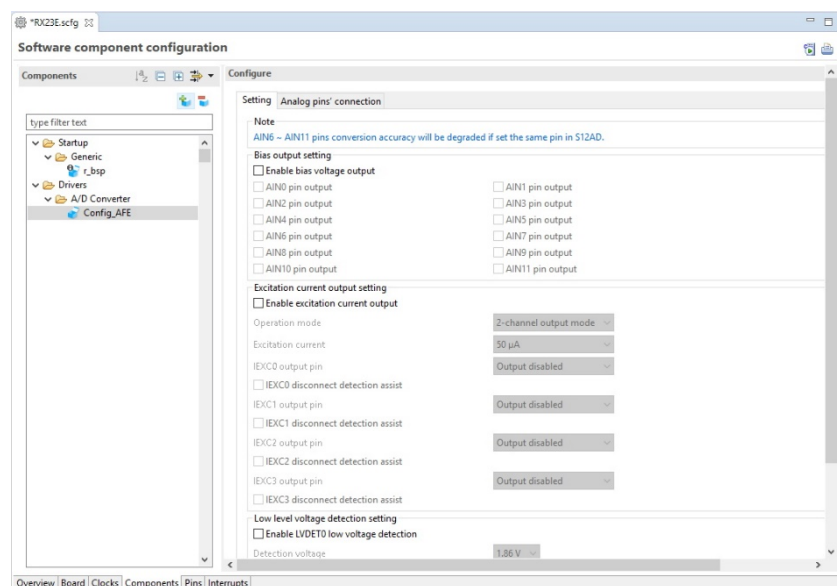 *RX23E.scfg
Software component configuration
Components
Configure
type filter text
Startup
Generic
r_bsp
Drivers
A/D Converter
Config_AFE
Setting Analog pins' connection
Note
AIN6 ~ AIN11 pins conversion accuracy will be degraded if set the same pin in S12AD.
Bias output setting
Enable bias voltage output
AIN0 pin output AIN1 pin output
AIN2 pin output AIN3 pin output
AIN4 pin output AIN5 pin output
AIN6 pin output AIN7 pin output
AIN8 pin output AIN9 pin output
AIN10 pin output AIN11 pin output
Excitation current output setting
Enable excitation current output
Operation mode 2-channel output mode
Excitation current 50 μA
IEXC0 output pin Output disabled
IEXC0 disconnect detection assist
IEXC1 output pin Output disabled
IEXC1 disconnect detection assist
IEXC2 output pin Output disabled
IEXC2 disconnect detection assist
IEXC3 output pin Output disabled
IEXC3 disconnect detection assist
Low level voltage detection setting
Enable LVDET0 low voltage detection
Detection voltage 1.86 V
Overview Board Clocks Components Pins Interrupts